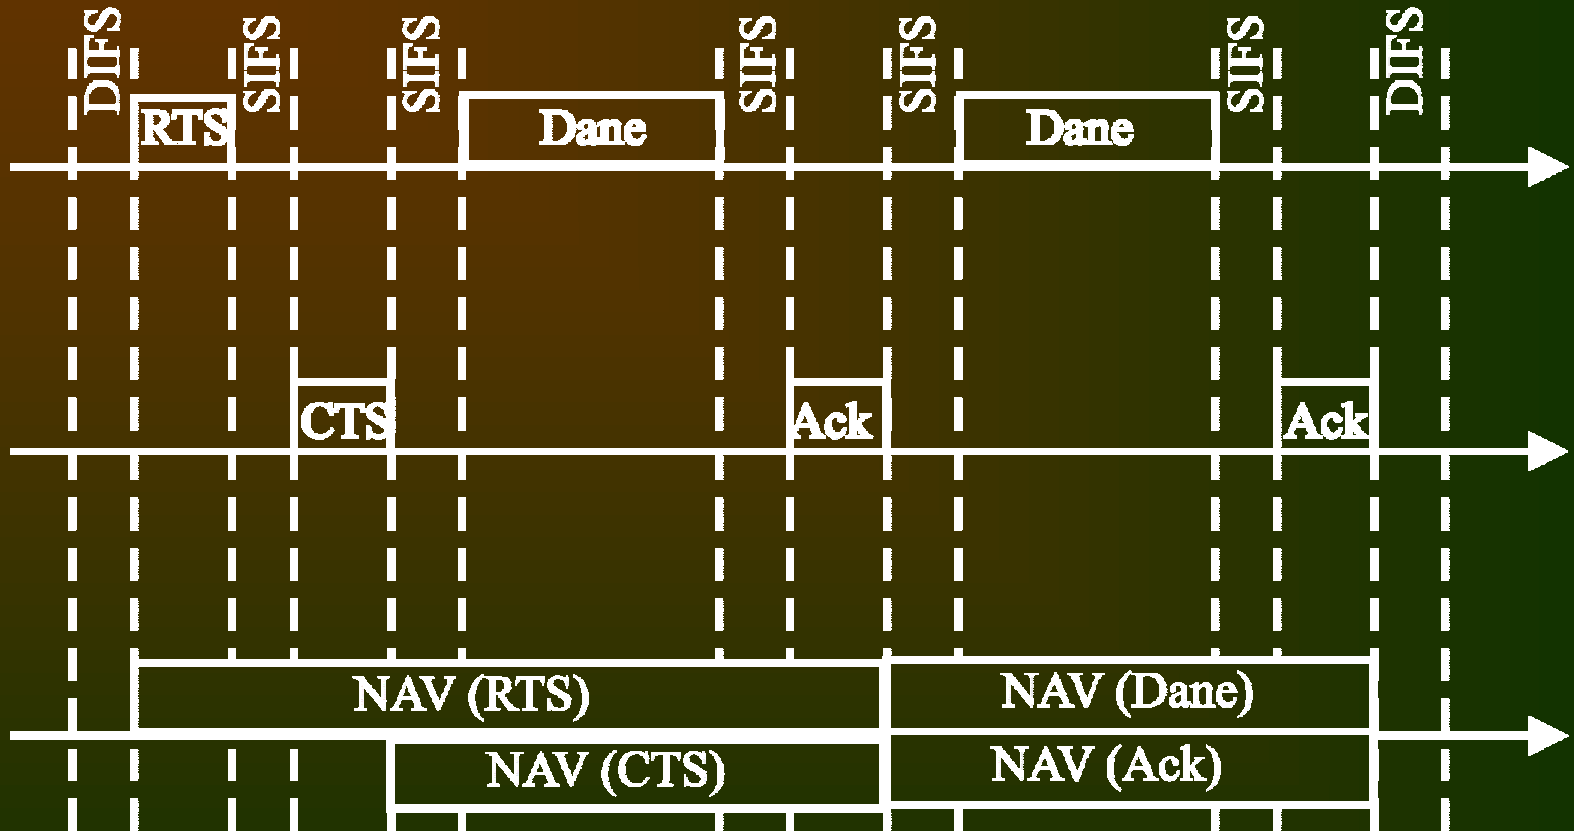 DIFS SIFS SIFS SIFS SIFS SIFS DIFS
RTS Dane Dane
CTS Ack Ack
NAV (RTS) NAV (Dane)
NAV (CTS) NAV (Ack)